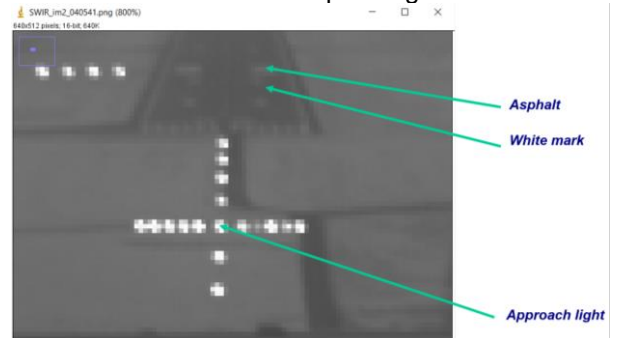 SWIR_im2_040541.png (800%)
640x512 pixels; 16-bit; 640K
Asphalt
White mark
Approach light